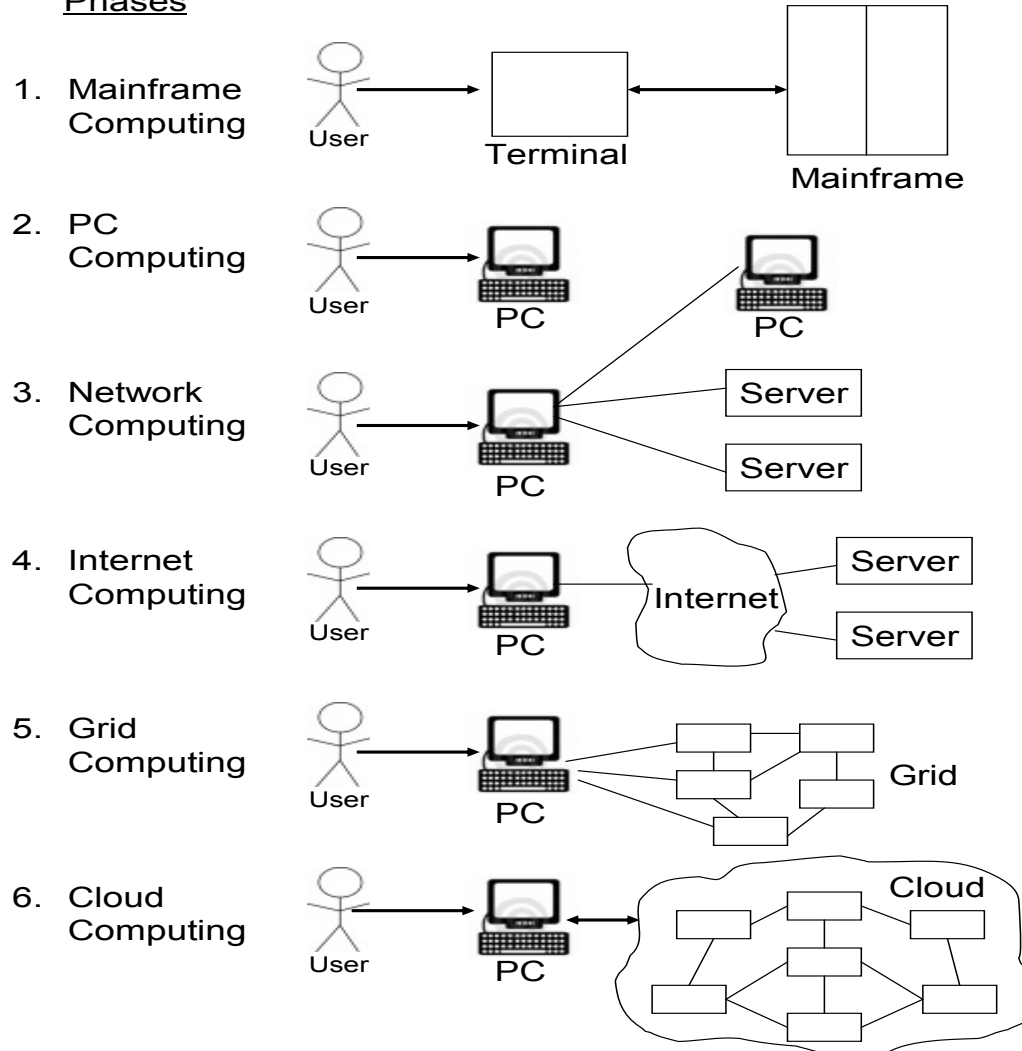 Phases
1. Mainframe
Computing
User
Terminal
Mainframe
2. PC
Computing
User
PC
PC
3. Network
Computing
User
PC
Server
Server
4. Internet
Computing
User
PC
Internet
Server
Server
5. Grid
Computing
User
PC
Grid
6. Cloud
Computing
User
PC
Cloud